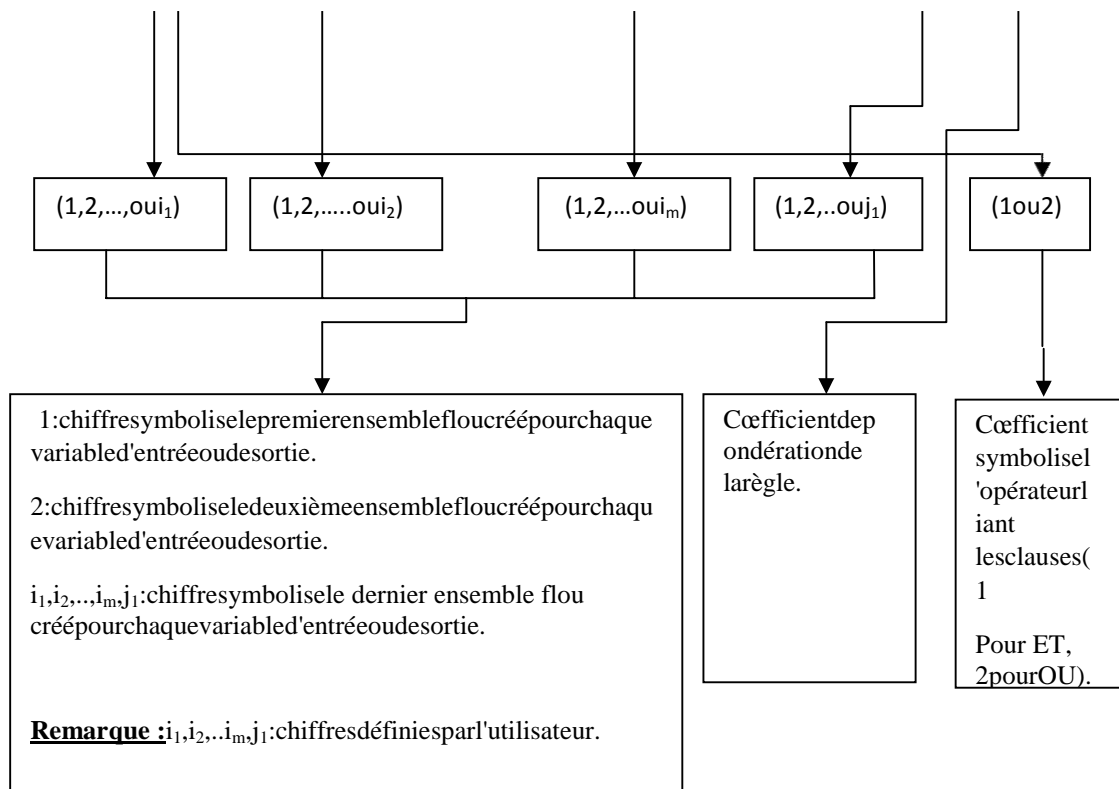 (1,2,...,oui₁)
(1,2,.....oui₂)
(1,2,...ouiₘ)
(1,2,..ouj₁)
(1ou2)
1:chiffresymboliselepremierensemblefloucréépourchaque
variabled'entréeoudesortie.
2:chiffresymboliseledeuxièmeensemblefloucréépourchaqu
evariabled'entréeoudesortie.
i₁,i₂,..,iₘ,j₁:chiffresymbolisele dernier ensemble flou
créépourchaquevariabled'entréeoudesortie.
Remarque :i₁,i₂,..iₘ,j₁:chiffresdéfiniesparl'utilisateur.
Cœfficientdep
ondérationde
larègle.
Cœfficient
symbolisel
'opérateurl
iant
lesclauses(
1
Pour ET,
2pourOU).